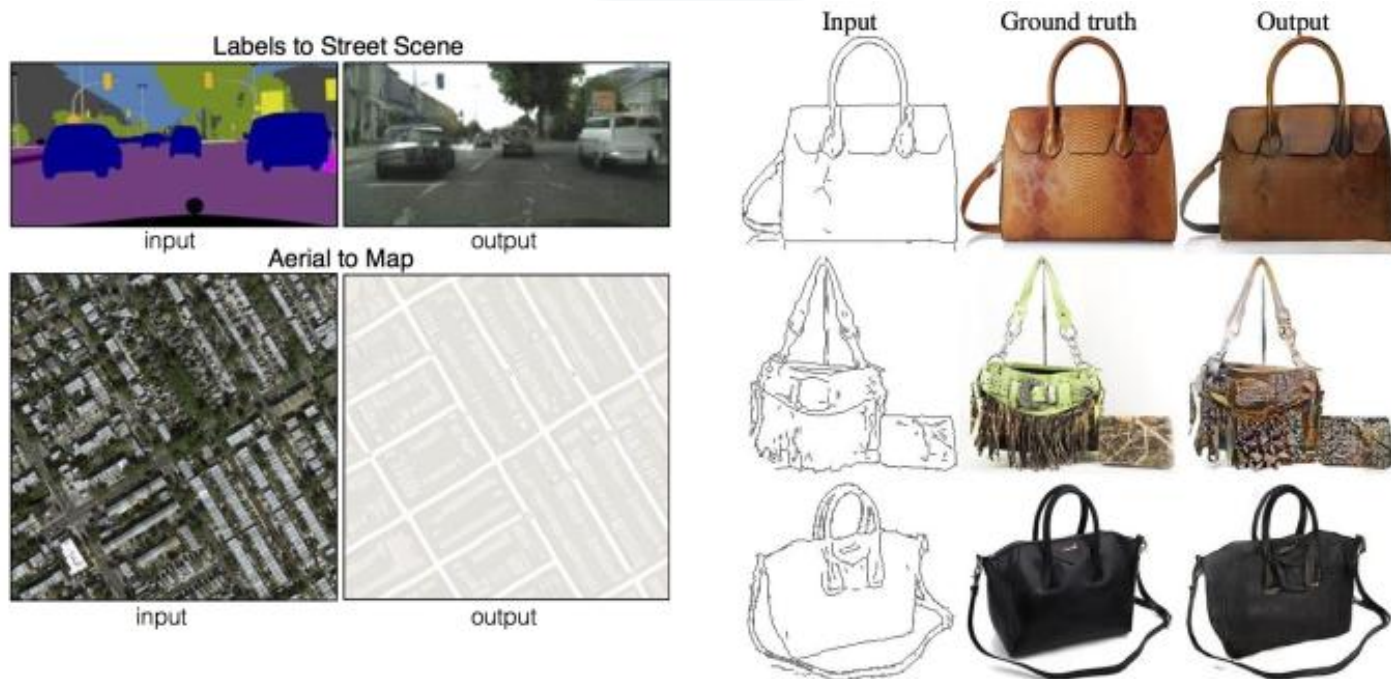 Labels to Street Scene
input
output
Aerial to Map
input
output
Input
Ground truth
Output